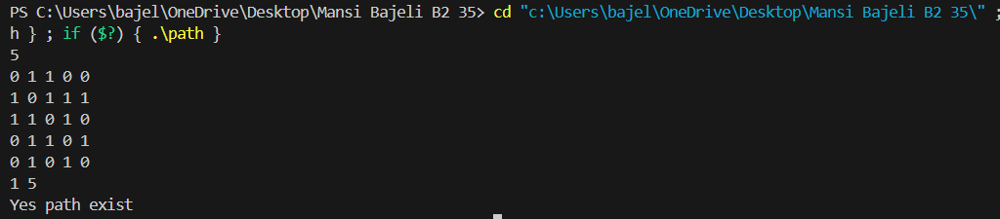 PS C:\Users\bajel\OneDrive\Desktop\Mansi Bajeli B2 35> cd "c:\Users\bajel\OneDrive\Desktop\Mansi Bajeli B2 35\" ;
h } ; if ($?) { .\path }
5
0 1 1 0 0
1 0 1 1 1
1 1 0 1 0
0 1 1 0 1
0 1 0 1 0
1 5
Yes path exist